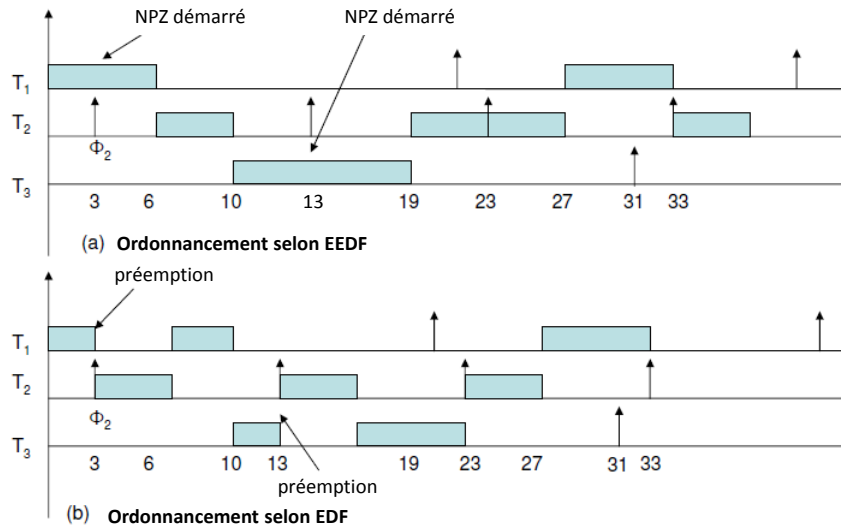 NPZ démarré NPZ démarré
T1
T2
Φ2
T3
3 6 10 13 19 23 27 31 33
(a) Ordonnancement selon EEDF
préemption
T1
T2
Φ2
T3
3 6 10 13 19 23 27 31 33
préemption
(b) Ordonnancement selon EDF